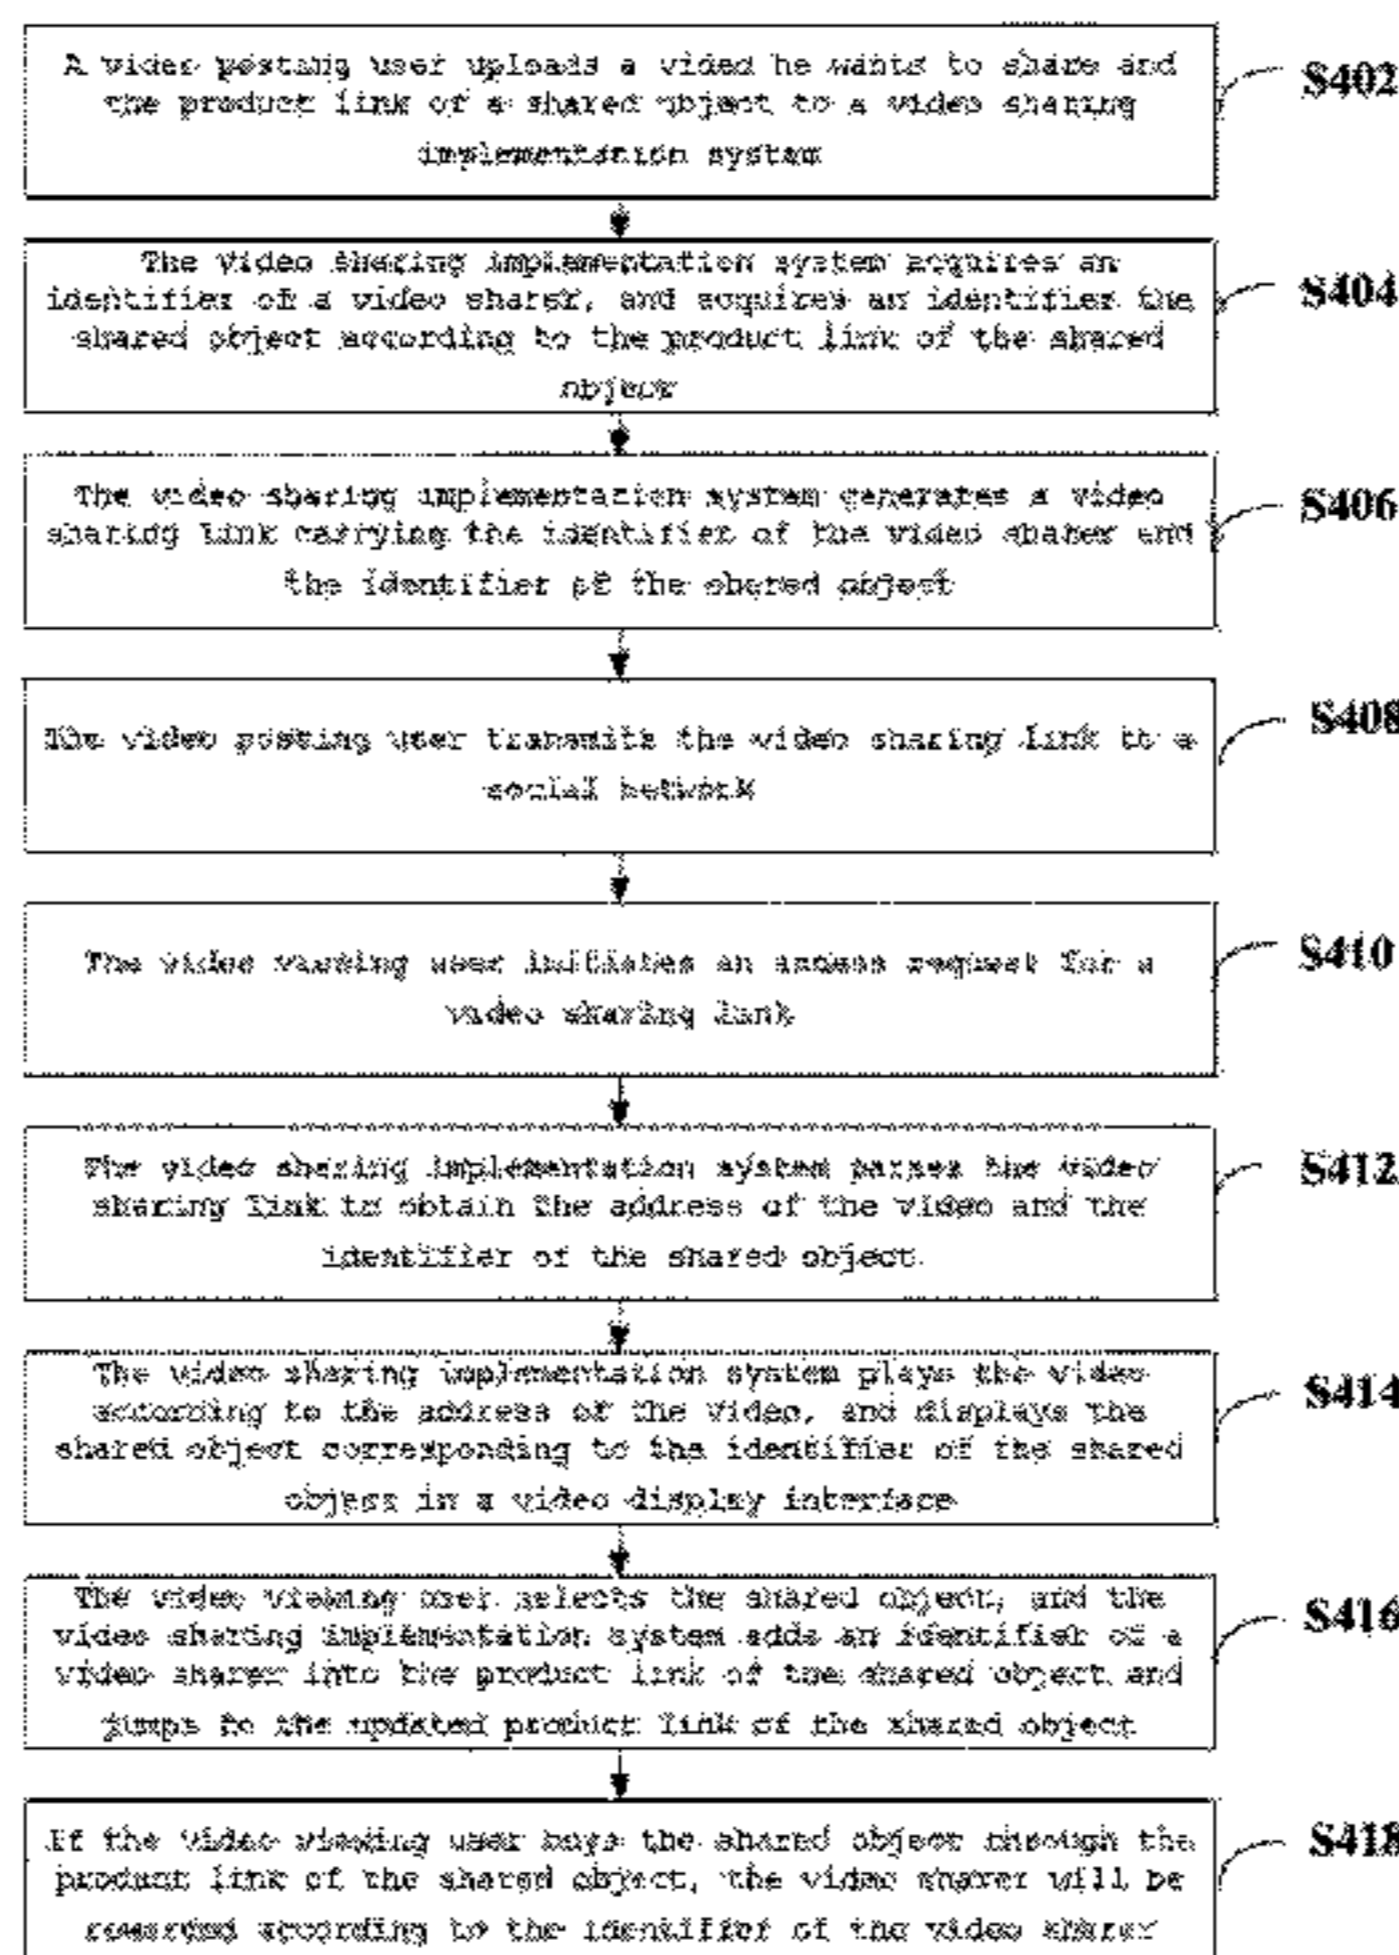 A video posting user uploads a video he wants to share and
the product link of a shared object to a video sharing
implementation system
S402
The video sharing implementation system acquires an
identifier of a video sharer, and acquires an identifier the
shared object according to the product link of the shared
object
S404
The video sharing implementation system generates a video
sharing link carrying the identifier of the video sharer and
the identifier of the shared object
S406
The video posting user transmits the video sharing link to a
social network
S408
The video viewing user initiates an access request for a
video sharing link
S410
The video sharing implementation system parses the video
sharing link to obtain the address of the video and the
identifier of the shared object
S412
The video sharing implementation system plays the video
according to the address of the video, and displays the
shared object corresponding to the identifier of the shared
object in a video display interface
S414
The video viewing user selects the shared object, and the
video sharing implementation system adds an identifier of a
video sharer into the product link of the shared object and
jumps to the updated product link of the shared object
S416
If the video viewing user buys the shared object through the
product link of the shared object, the video sharer will be
rewarded according to the identifier of the video sharer
S418